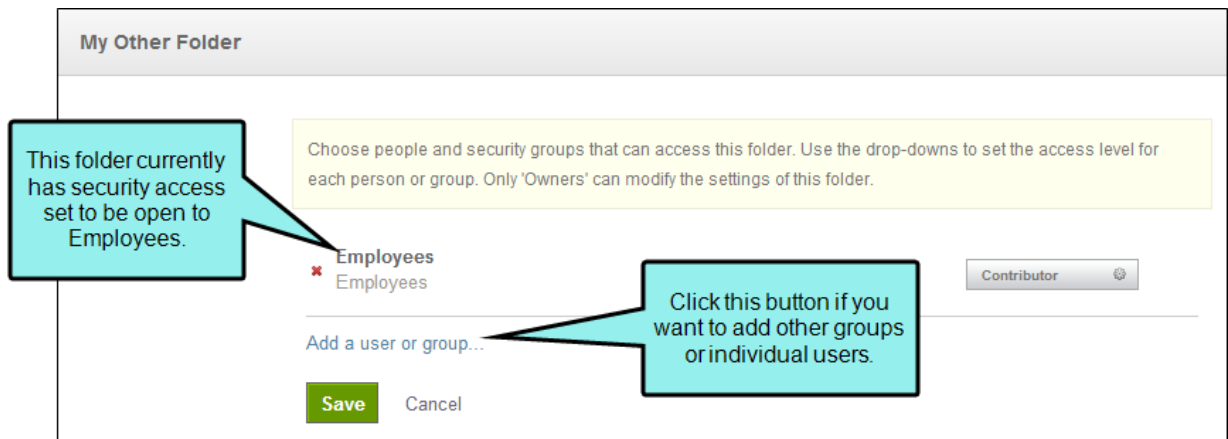 My Other Folder
This folder currently
has security access
set to be open to
Employees.
Choose people and security groups that can access this folder. Use the drop-downs to set the access level for
each person or group. Only 'Owners' can modify the settings of this folder.
Employees
Employees
Contributor
Add a user or group...
Click this button if you
want to add other groups
or individual users.
Save Cancel